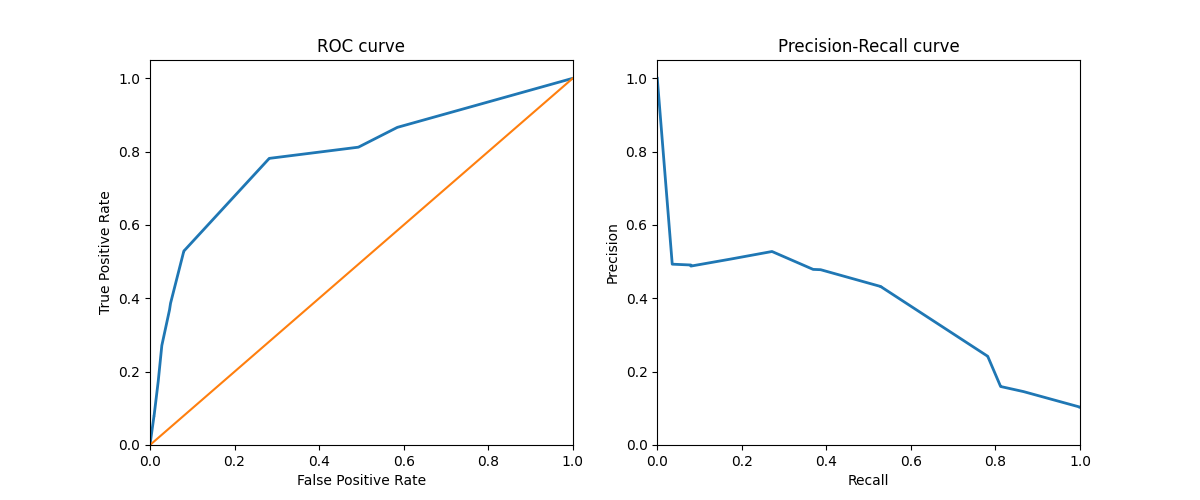 ROC curve
True Positive Rate
1.0
0.8
0.6
0.4
0.2
0.0
0.0 0.2 0.4 0.6 0.8 1.0
False Positive Rate
Precision-Recall curve
Precision
1.0
0.8
0.6
0.4
0.2
0.0
0.0 0.2 0.4 0.6 0.8 1.0
Recall